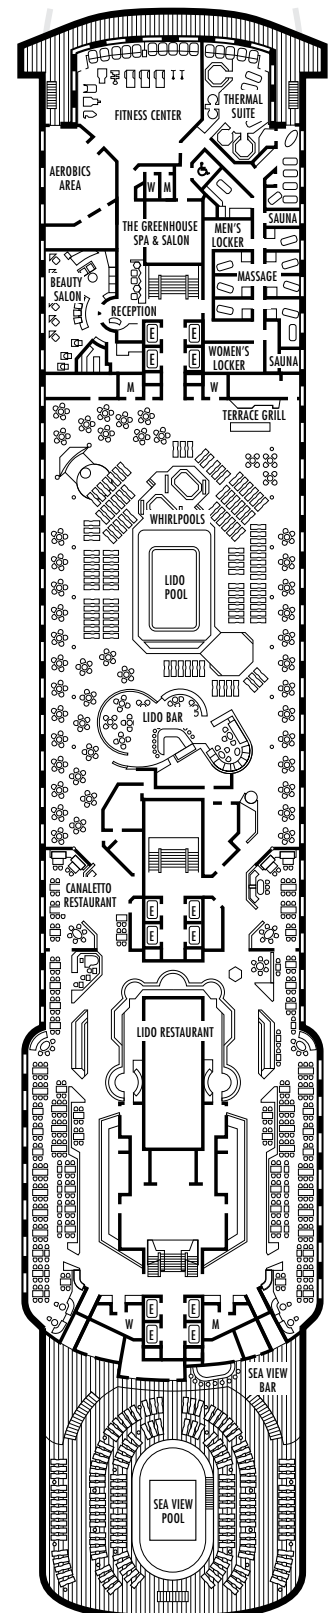 FITNESS CENTER
THERMAL
SUITE
AEROBICS
AREA
W
M
THE GREENHOUSE
SPA & SALON
SAUNA
MEN'S
LOCKER
BEAUTY
SALON
MASSAGE
RECEPTION
E
E
E
E
WOMEN'S
LOCKER
SAUNA
M
W
TERRACE GRILL
WHIRLPOOLS
LIDO
POOL
LIDO BAR
CANALETTO
RESTAURANT
E
E
E
E
LIDO RESTAURANT
W
E
E
M
E
E
SEA VIEW
BAR
SEA VIEW
POOL